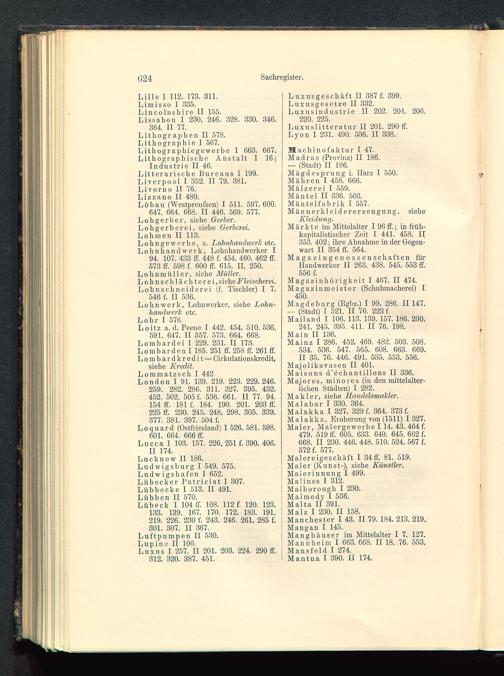 624
Sachregister.
Lille I 112. 173. 311.
Limisso I 335.
Lincolnshire II 155.
Lissabon I 230. 246. 328. 330. 346.
364. II 77.
Lithographen II 578.
Lithographie I 567.
Lithographiegewerbe I 663. 667.
Lithographische Anstalt I 16;
Industrie II 46.
Litterarische Bureaus I 199.
Liverpool I 352. II 79. 381.
Livorno II 76.
Lizzano II 480.
Löbau (Westpreußen) I 511. 597. 600.
647. 664. 668. II 446. 569. 577.
Lohgerber, siehe Gerber.
Lohgerberei, siehe Gerberei.
Lohmen II 113.
Lohngewerbe, s. Lohnhandwerk etc.
Lohnhandwerk, Lohnhandwerker I
94. 107. 433 ff. 448 f. 454. 460. 462 ff.
573 ff. 598 f. 600 ff. 615. II. 250.
Lohnmüller, siehe Müller.
Lohnschlächterei, siehe Fleischerei.
Lohnschneiderei (f. Tischler) I 7.
546 f. II 536.
Lohnwerk, Lohnwerker, siehe Lohn-
handwerk etc.
Lohr I 576.
Loitz a. d. Peene I 442. 454. 510. 536.
591. 647. II 557. 573. 664. 668.
Lombardei I 229. 231. II 173.
Lombarden I 185. 251 ff. 258 ff. 261 ff.
Lombardkredit = Cirkulationskredit,
siehe Kredit.
Lommatzsch I 442.
London I 91. 139. 219. 223. 229. 246.
259. 282. 286. 311. 327. 395. 432.
452. 502. 505 f. 536. 661. II 77. 94.
154 ff. 181 f. 184. 190. 201. 203 ff.
225 ff. 230. 245. 248. 298. 305. 339.
377. 381. 397. 504 f.
Loquard (Ostfriesland) I 526. 581. 598.
601. 664. 666 ff.
Lucca I 103. 157. 226. 251 f. 390. 406.
II 174.
Lucknow II 186.
Ludwigsburg I 549. 575.
Ludwigshafen I 652.
Lübecker Patriciat I 307.
Lübbecke I 513. II 491.
Lübben II 570.
Lübeck I 104 ff. 108. 112 f. 120. 123.
133. 139. 167. 170. 172. 183. 191.
219. 226. 230 f. 243. 246. 261. 285 f.
301. 307. II 367.
Luftpumpen II 530.
Lupine II 106.
Luxus I 257. II 201. 203. 224. 290 ff.
312. 320. 387. 451.
Luxusgeschäft II 387 f. 399.
Luxusgesetze II 332.
Luxusindustrie II 202. 204. 206.
220. 225.
Luxuslitteratur II 201. 290 ff.
Lyon I 231. 490. 536. II 338.
Machinofaktur I 47.
Madras (Provinz) II 186.
— (Stadt) II 186.
Mägdesprung i. Harz I 550.
Mähren I 458. 666.
Mälzerei I 559.
Mäntel II 336. 503.
Mäntelfabrik I 557.
Männerkleidererzeugung, siehe
Kleidung.
Märkte im Mittelalter I 96 ff.; in früh-
kapitalistischer Zeit I 441. 458. II
353. 402; ihre Abnahme in der Gegen-
wart II 354 ff. 564.
Magazingenossenschaften für
Handwerker II 263. 438. 545. 553 ff.
556 f.
Magazinhörigkeit I 467. II 474.
Magazinmeister (Schuhmacherei) I
450.
Magdeburg (Rgbz.) I 99. 286. II 147.
— (Stadt) I 521. II 76. 223 f.
Mailand I 106. 113. 139. 157. 186. 230.
241. 245. 395. 411. II 76. 198.
Main II 136.
Mainz I 286. 452. 469. 482. 503. 508.
534. 536. 547. 565. 608. 663. 669.
II 35. 76. 446. 491. 535. 553. 556.
Majolikavasen II 401.
Maisons d'échantillons II 336.
Majores, minores (in den mittelalter-
lichen Städten) I 282.
Makler, siehe Handelsmakler.
Malabar I 330. 364.
Malakka I 327. 329 f. 364. 373 f.
Malakka, Eroberung von (1511) I 327.
Maler, Malergewerbe I 14. 43. 464 f.
479. 519 ff. 605. 633. 640. 645. 662 f.
668. II 230. 446. 448. 510. 524. 567 f.
572 f. 577.
Malereigeschäft I 34 ff. 81. 519.
Maler (Kunst-), siehe Künstler.
Malerinnung I 499.
Malines I 312.
Maiborough I 230.
Malmedy I 536.
Malta II 391.
Malz I 230. II 158.
Manchester I 43. II 79. 184. 213. 219.
Mangan I 145.
Manghäuser im Mittelalter I 7. 127.
Mannheim I 663. 668. II 18. 76. 553.
Mansfeld I 274.
Mantua I 390. II 174.